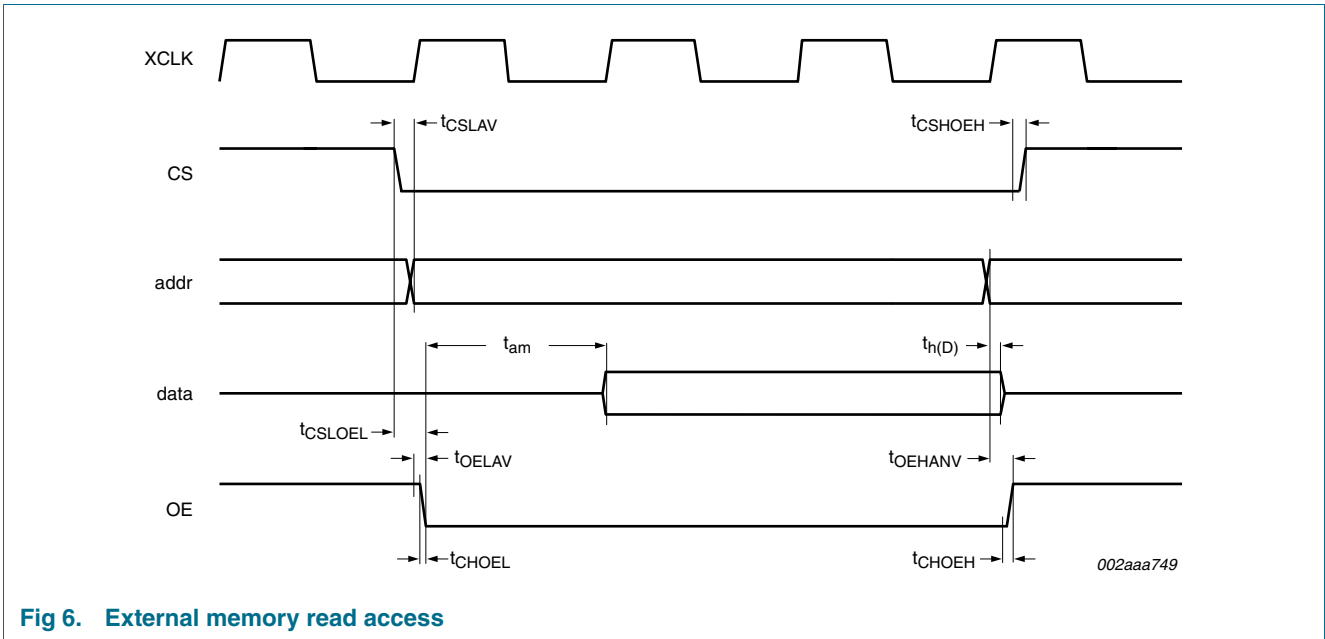 XCLK
tCSLAV
tCSHOEH
CS
addr
tam
th(D)
data
tCSLOEL
tOELAV
tOEHANV
OE
tCHOEL
tCHOEH
002aaa749
Fig 6. External memory read access